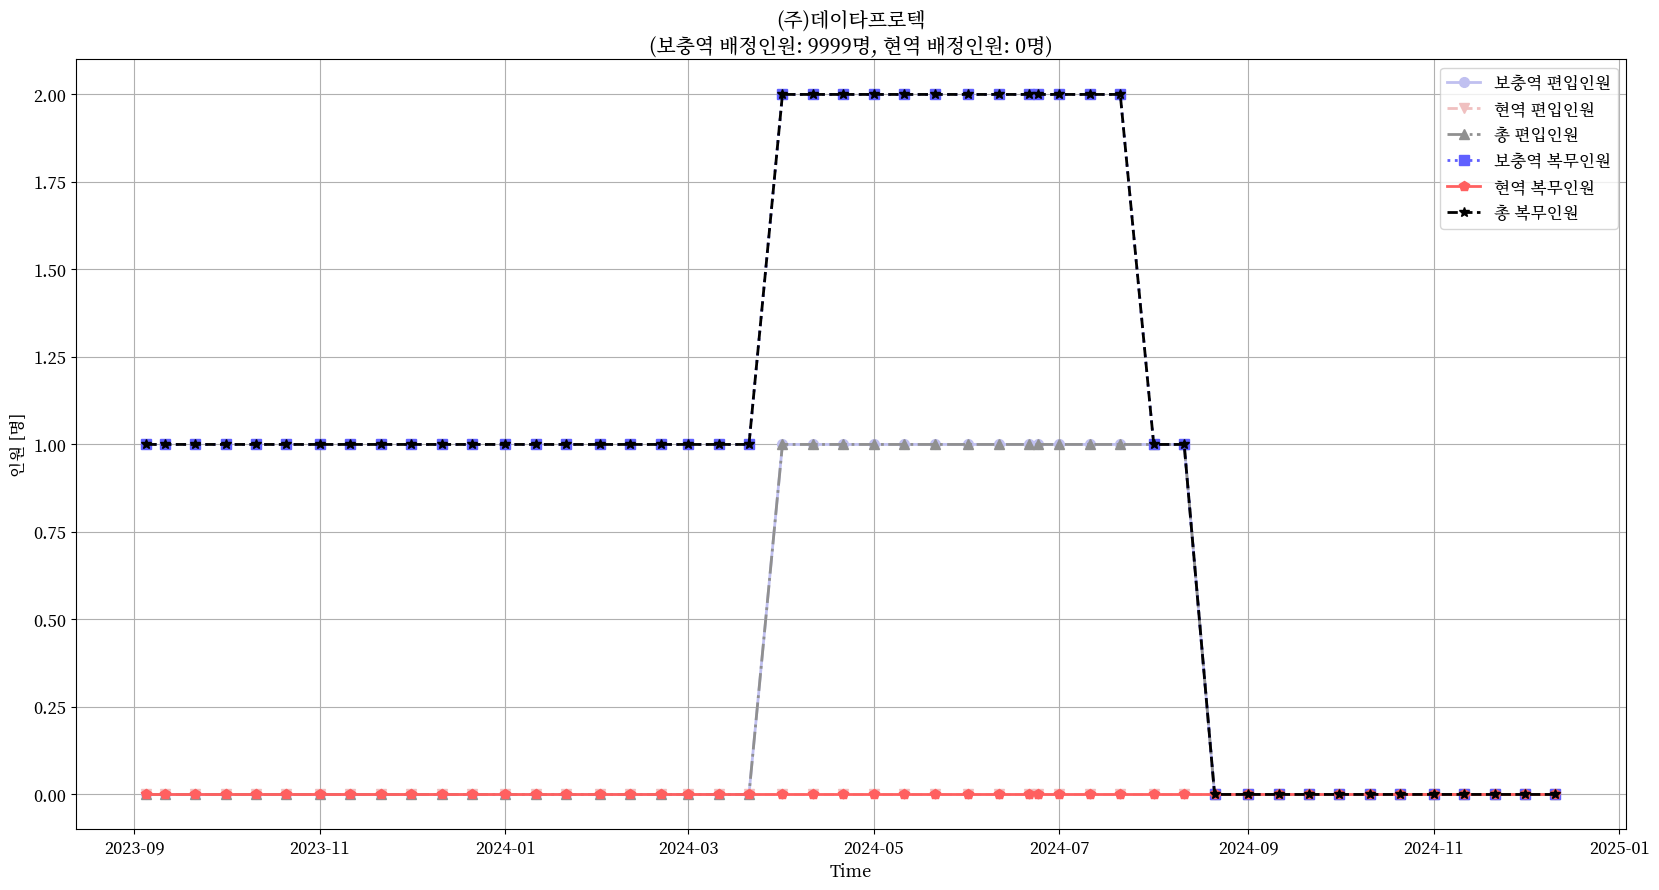 (주)데이타프로텍
(보충역 배정인원: 9999명, 현역 배정인원: 0명)
보충역 편입인원
현역 편입인원
총 편입인원
보충역 복무인원
현역 복무인원
총 복무인원
인원 [명]
2.00
1.75
1.50
1.25
1.00
0.75
0.50
0.25
0.00
2023-09 2023-11 2024-01 2024-03 2024-05 2024-07 2024-09 2024-11 2025-01
Time